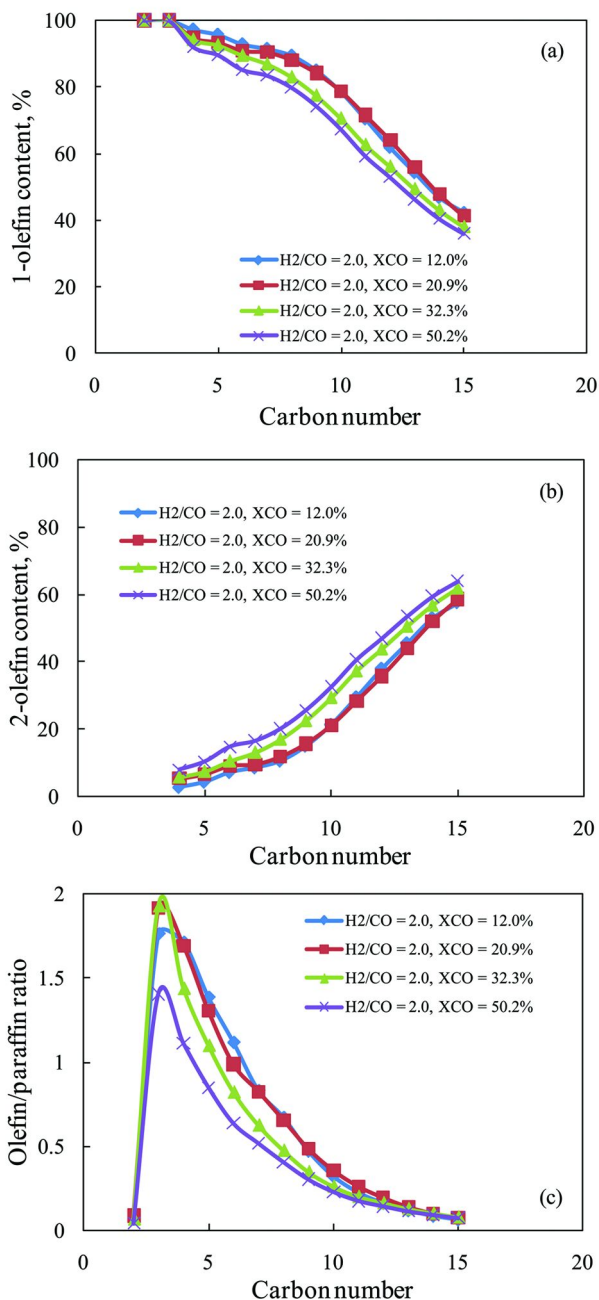 100
80
60
40
20
0
1-olefin content, %
(a)
H2/CO = 2.0, XCO = 12.0%
H2/CO = 2.0, XCO = 20.9%
H2/CO = 2.0, XCO = 32.3%
H2/CO = 2.0, XCO = 50.2%
0 5 10 15 20
Carbon number
100
80
60
40
20
0
2-olefin content, %
(b)
H2/CO = 2.0, XCO = 12.0%
H2/CO = 2.0, XCO = 20.9%
H2/CO = 2.0, XCO = 32.3%
H2/CO = 2.0, XCO = 50.2%
0 5 10 15 20
Carbon number
2
1.5
1
0.5
0
Olefin/paraffin ratio
H2/CO = 2.0, XCO = 12.0%
H2/CO = 2.0, XCO = 20.9%
H2/CO = 2.0, XCO = 32.3%
H2/CO = 2.0, XCO = 50.2%
(c)
0 5 10 15 20
Carbon number